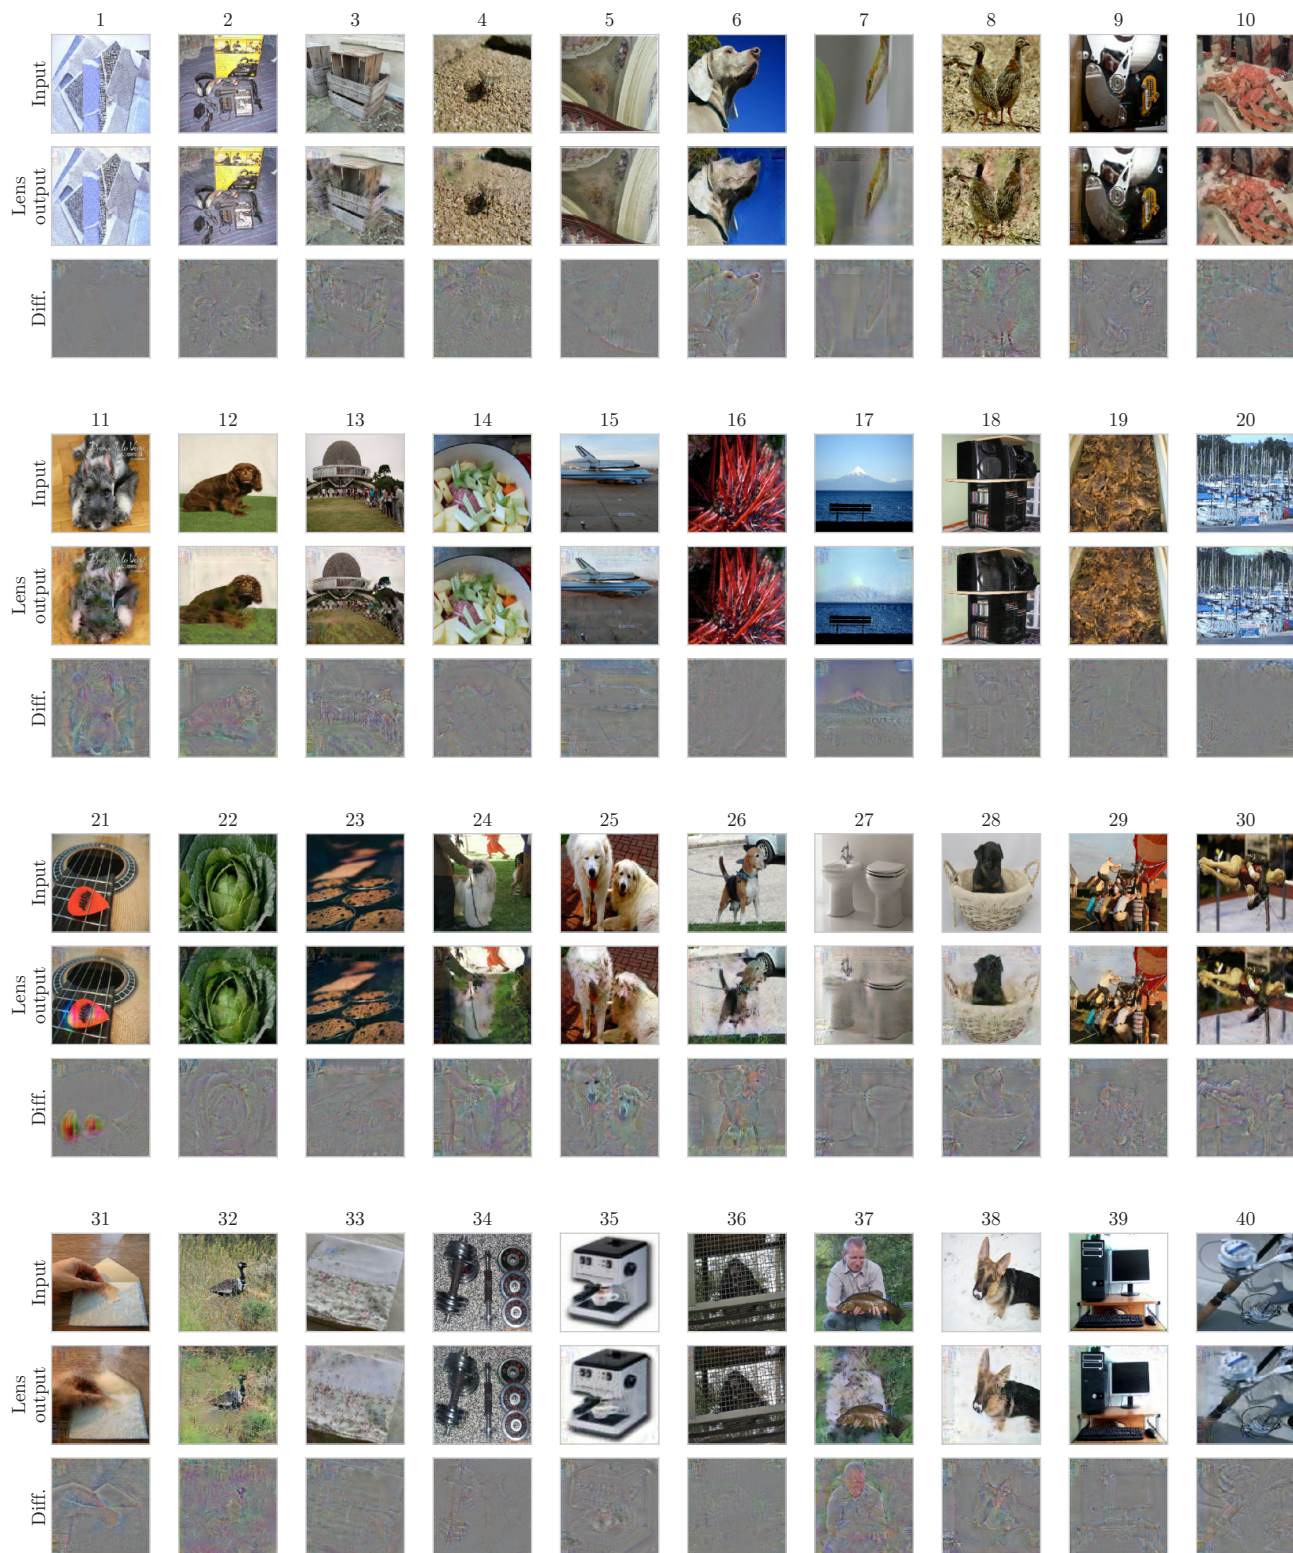 1 2 3 4 5 6 7 8 9 10
Input
Lens output
Diff.
11 12 13 14 15 16 17 18 19 20
Input
Lens output
Diff.
21 22 23 24 25 26 27 28 29 30
Input
Lens output
Diff.
31 32 33 34 35 36 37 38 39 40
Input
Lens output
Diff.